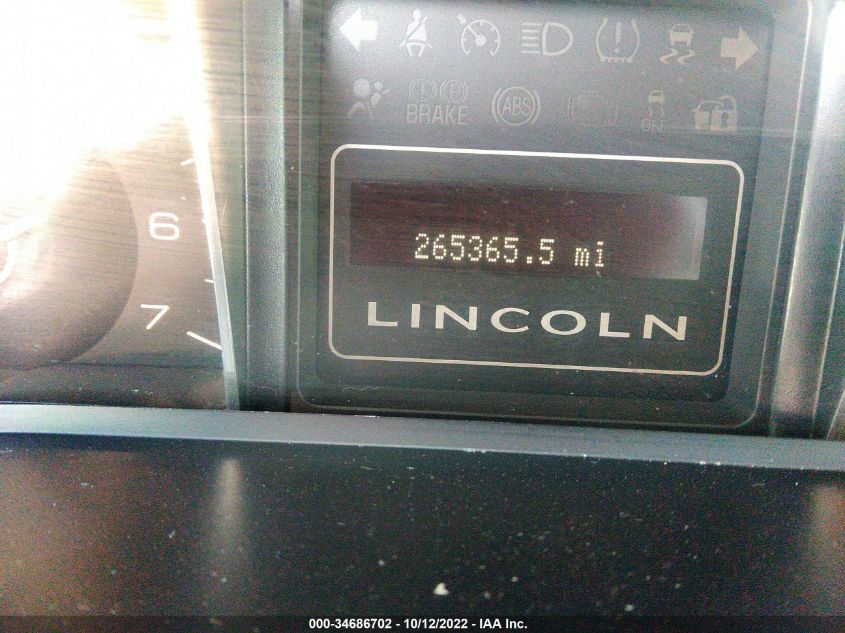 BRAKE
ABS
OFF
6
265365.5 mi
7
LINCOLN
000-34686702 - 10/12/2022 - IAA Inc.